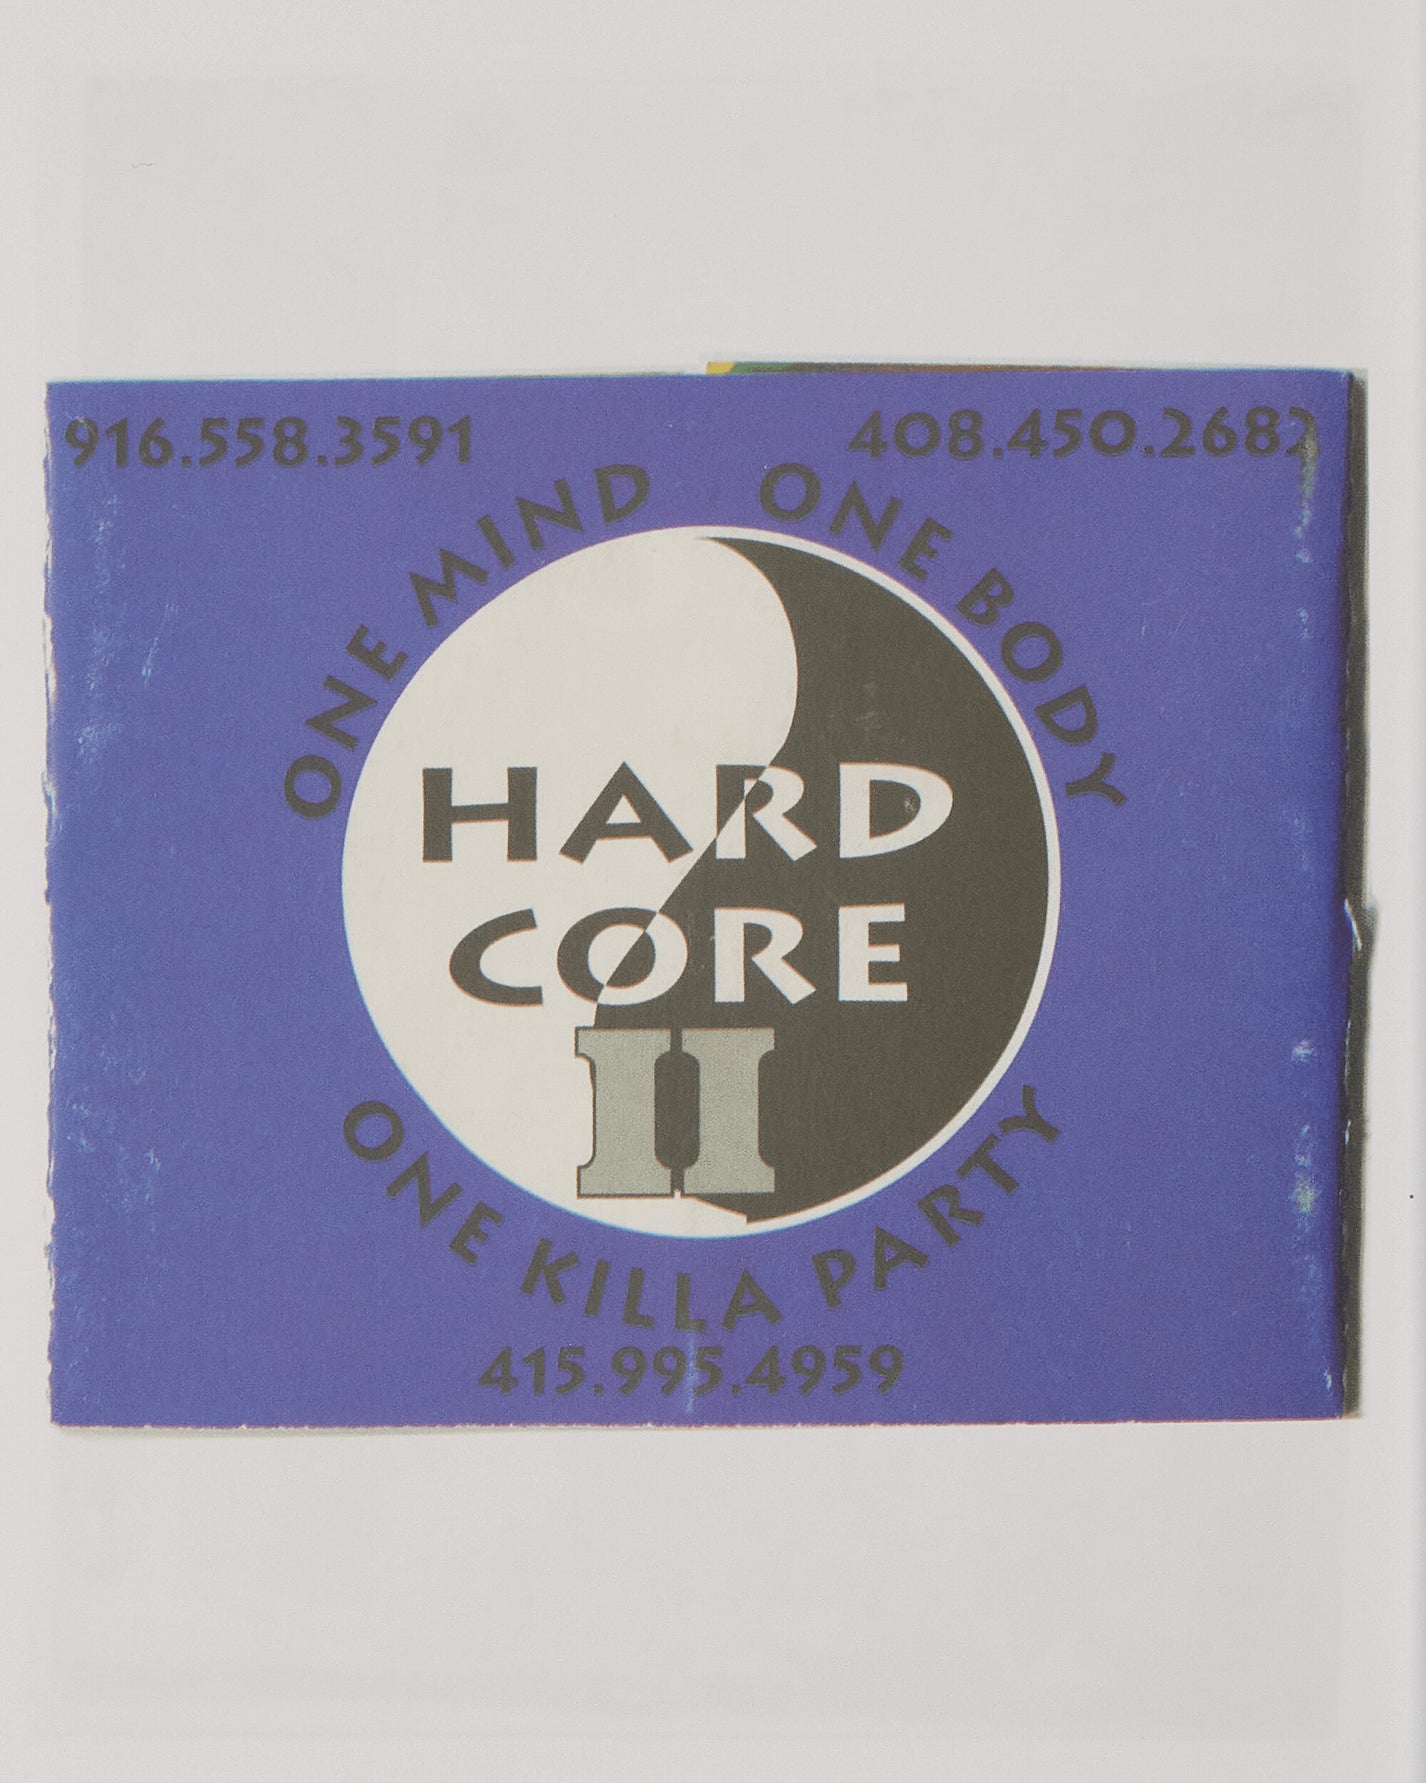 916.558.3591
408.450.2682
ONE MIND ONE BODY
HARD
CORE
II
ONE KILLA PARTY
415.995.4959